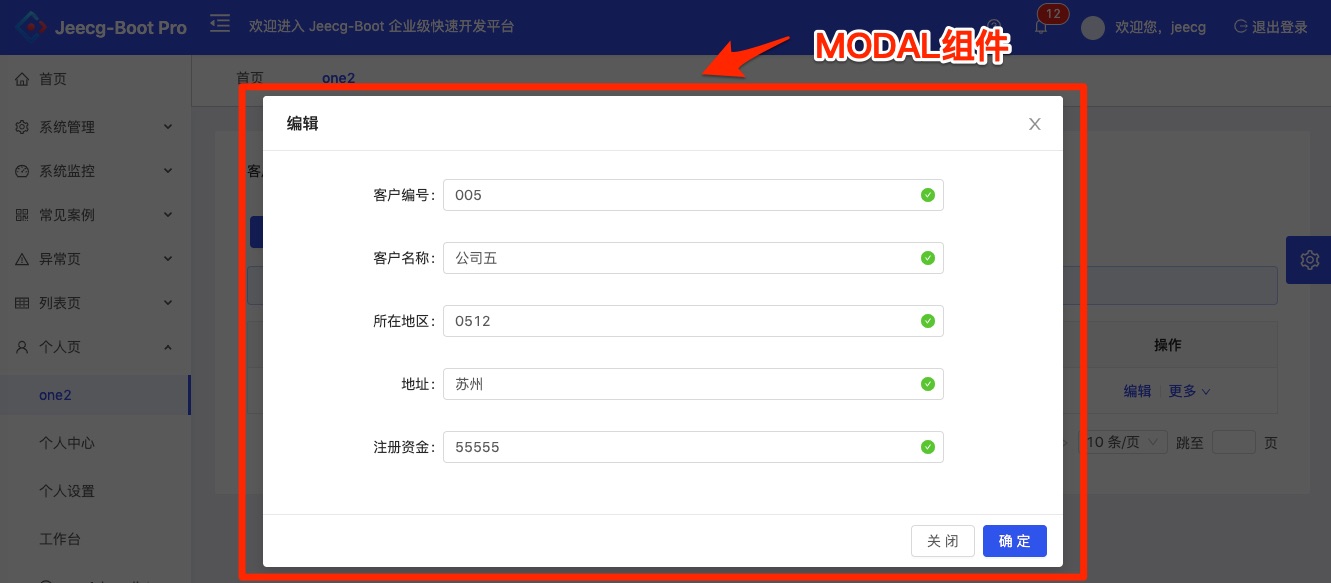 Jeecg-Boot Pro
欢迎进入 Jeecg-Boot 企业级快速开发平台
12
欢迎您，jeecg
退出登录
MODAL组件
首页
系统管理
系统监控
常见案例
异常页
列表页
个人页
one2
个人中心
个人设置
工作台
首页
one2
客
编辑
客户编号：
005
客户名称：
公司五
所在地区：
0512
地址：
苏州
注册资金：
55555
关 闭
确 定
操作
编辑
更多
10 条/页
跳至
页